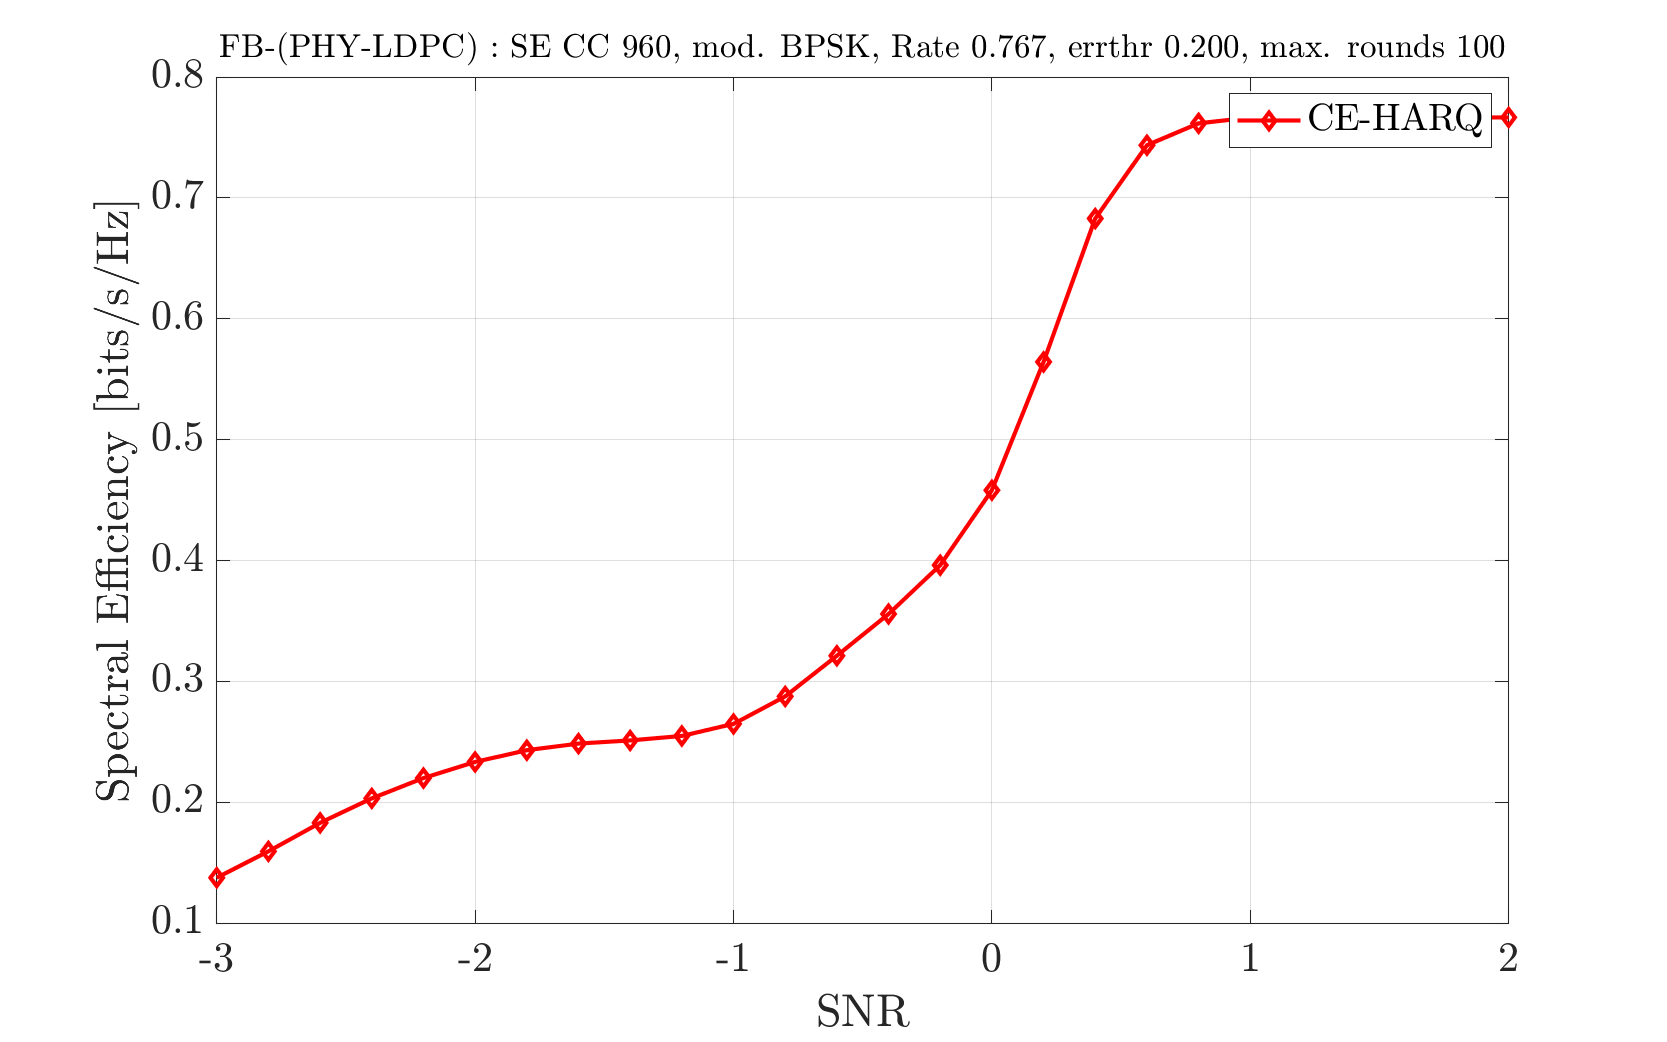 FB-(PHY-LDPC) : SE CC 960, mod. BPSK, Rate 0.767, errthr 0.200, max. rounds 100
CE-HARQ
0.8
0.7
0.6
0.5
0.4
0.3
0.2
0.1
Spectral Efficiency [bits/s/Hz]
-3 -2 -1 0 1 2
SNR